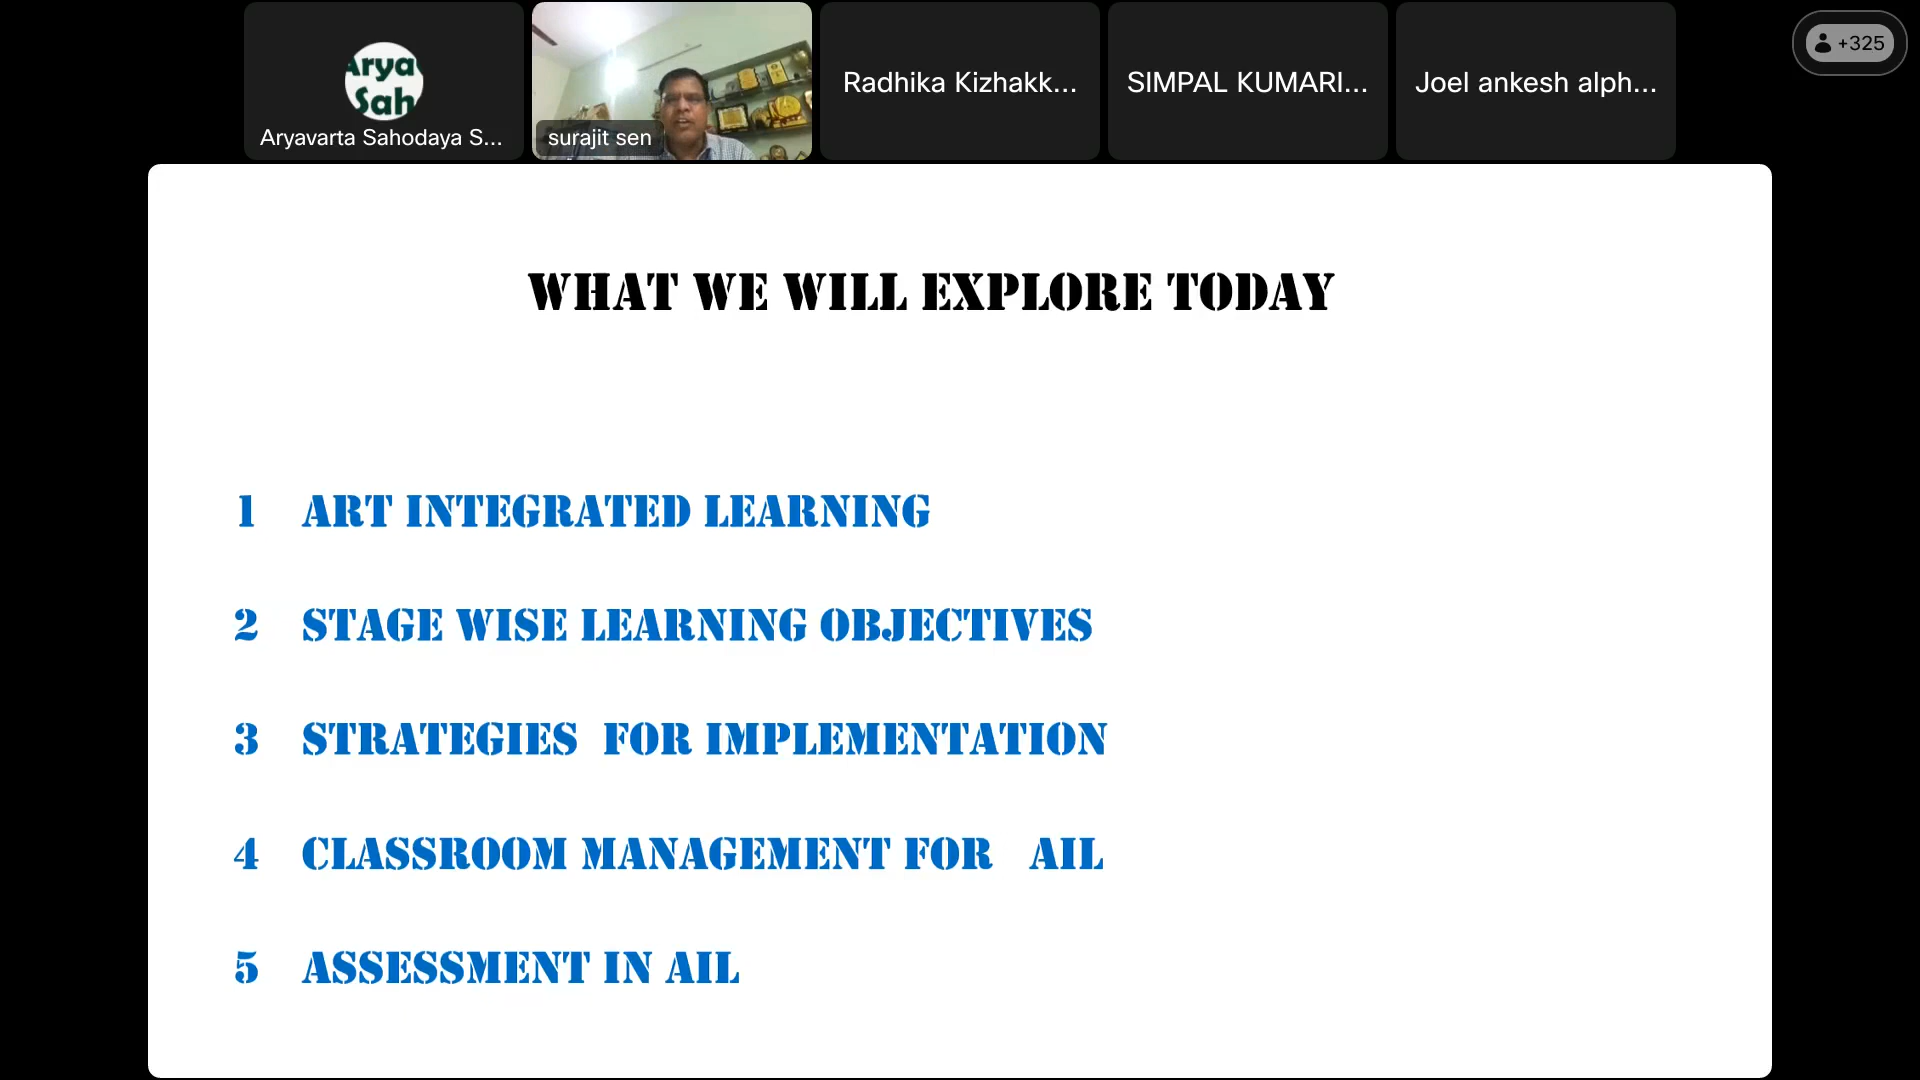 Arya
Sah
Aryavarta Sahodaya S...
surajit sen
Radhika Kizhakk...
SIMPAL KUMARI...
Joel ankesh alph...
+325
WHAT WE WILL EXPLORE TODAY
1 ART INTEGRATED LEARNING
2 STAGE WISE LEARNING OBJECTIVES
3 STRATEGIES FOR IMPLEMENTATION
4 CLASSROOM MANAGEMENT FOR AIL
5 ASSESSMENT IN AIL